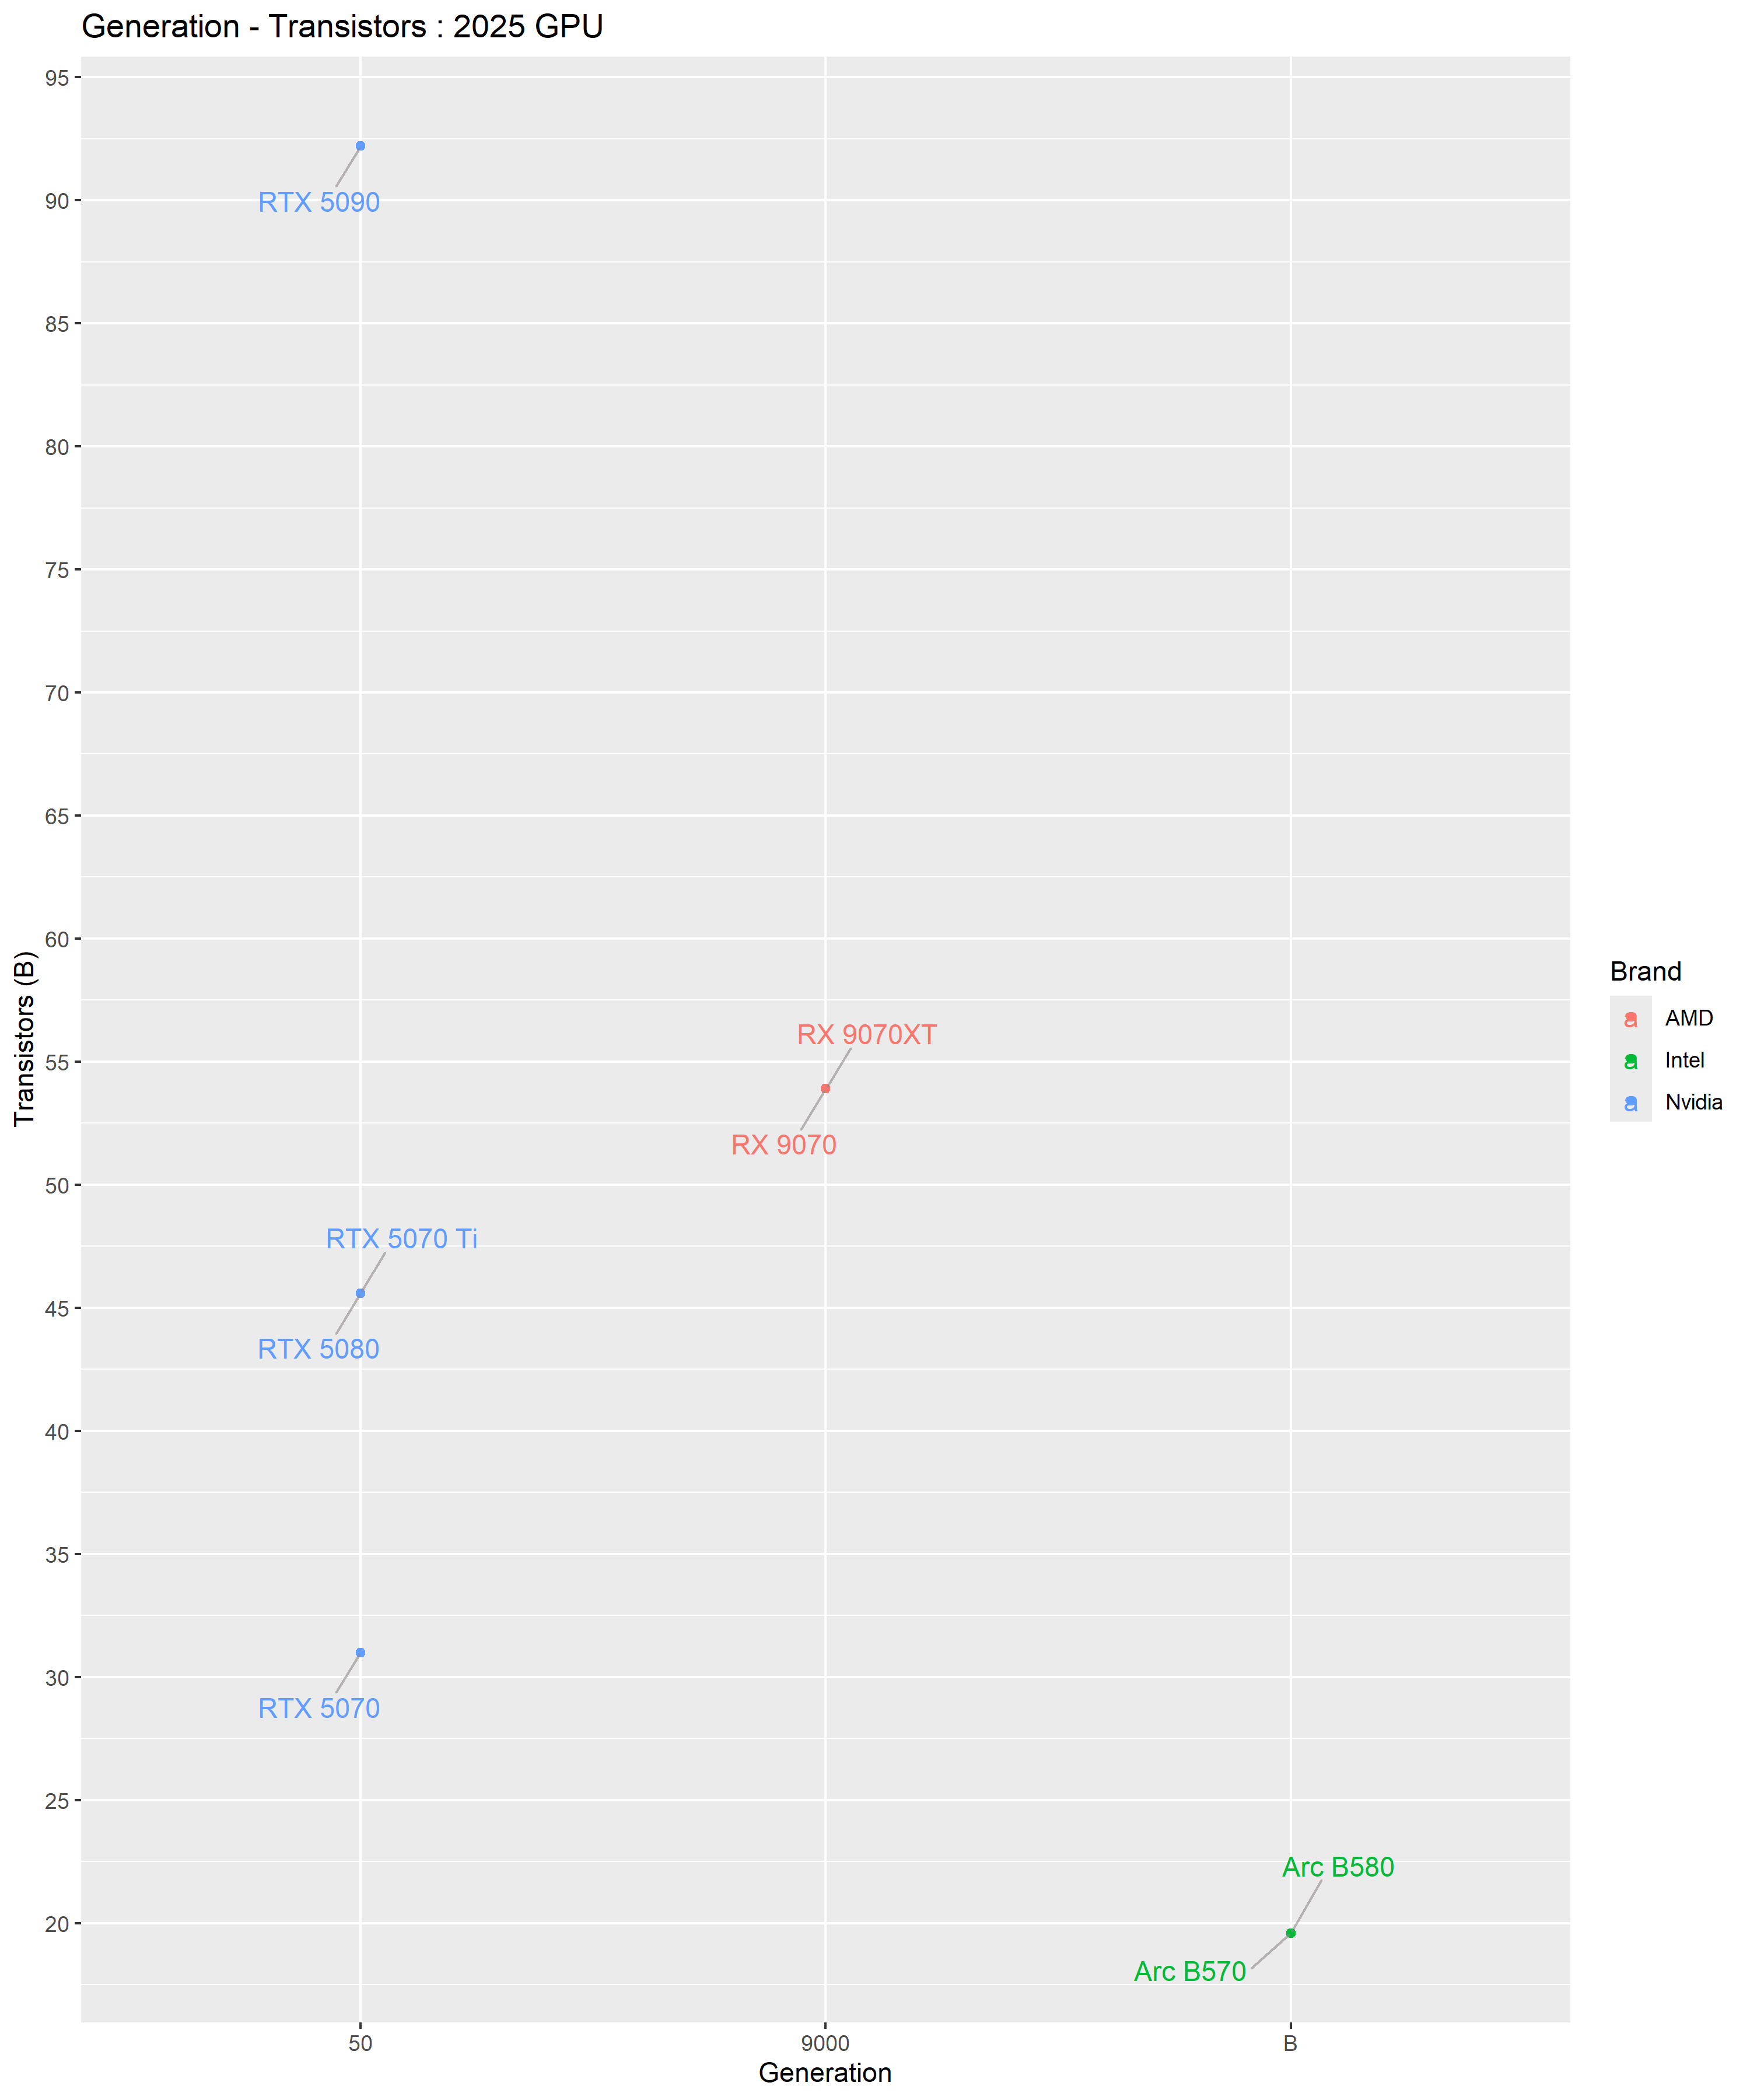 Generation - Transistors : 2025 GPU
95
90
85
80
75
70
65
60
55
50
45
40
35
30
25
20
Transistors (B)
RTX 5090
RX 9070XT
RX 9070
RTX 5070 Ti
RTX 5080
RTX 5070
Arc B580
Arc B570
50
9000
B
Generation
Brand
a AMD
a Intel
a Nvidia